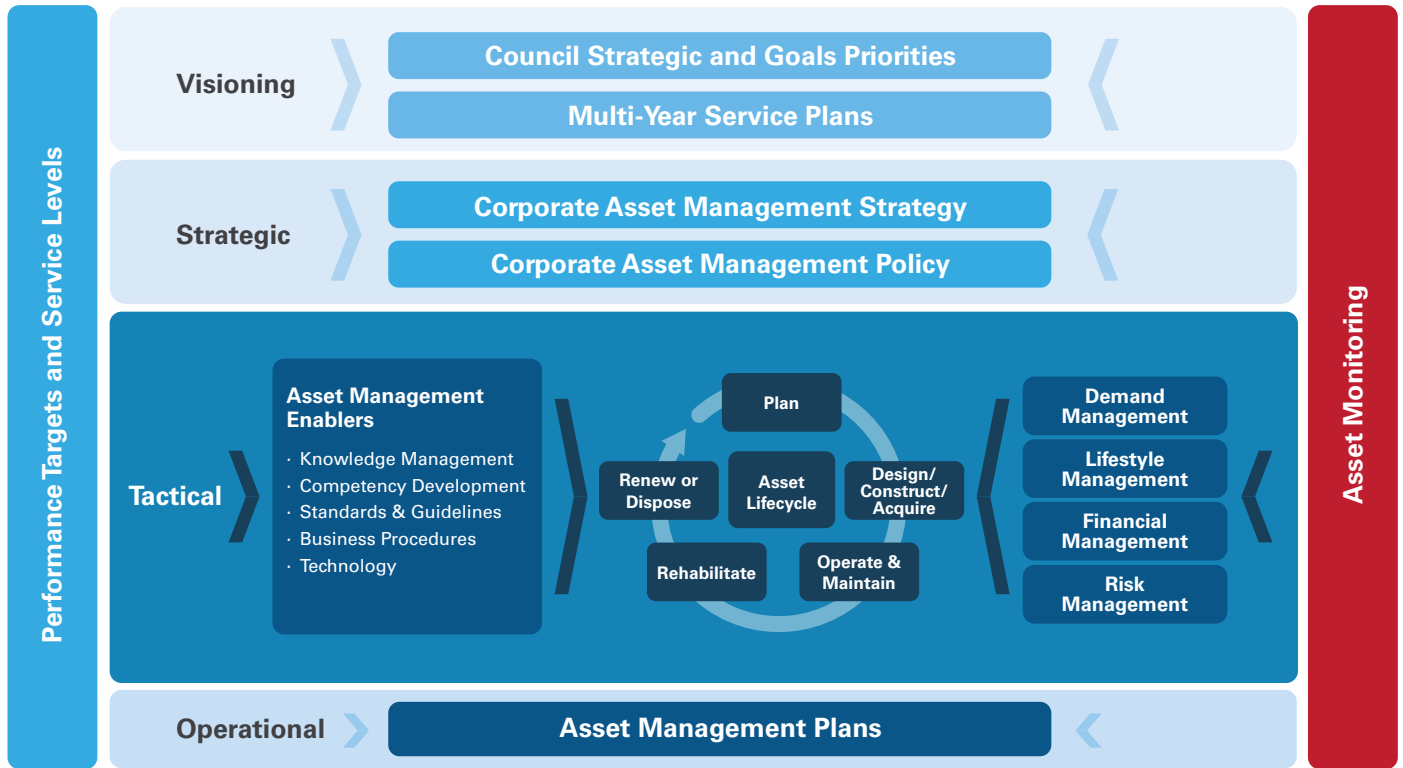 Performance Targets and Service Levels
Visioning
Council Strategic and Goals Priorities
Multi-Year Service Plans
Strategic
Corporate Asset Management Strategy
Corporate Asset Management Policy
Tactical
Asset Management
Enablers
· Knowledge Management
· Competency Development
· Standards & Guidelines
· Business Procedures
· Technology
Plan
Design/
Construct/
Acquire
Operate &
Maintain
Rehabilitate
Renew or
Dispose
Asset
Lifecycle
Demand
Management
Lifestyle
Management
Financial
Management
Risk
Management
Operational
Asset Management Plans
Asset Monitoring